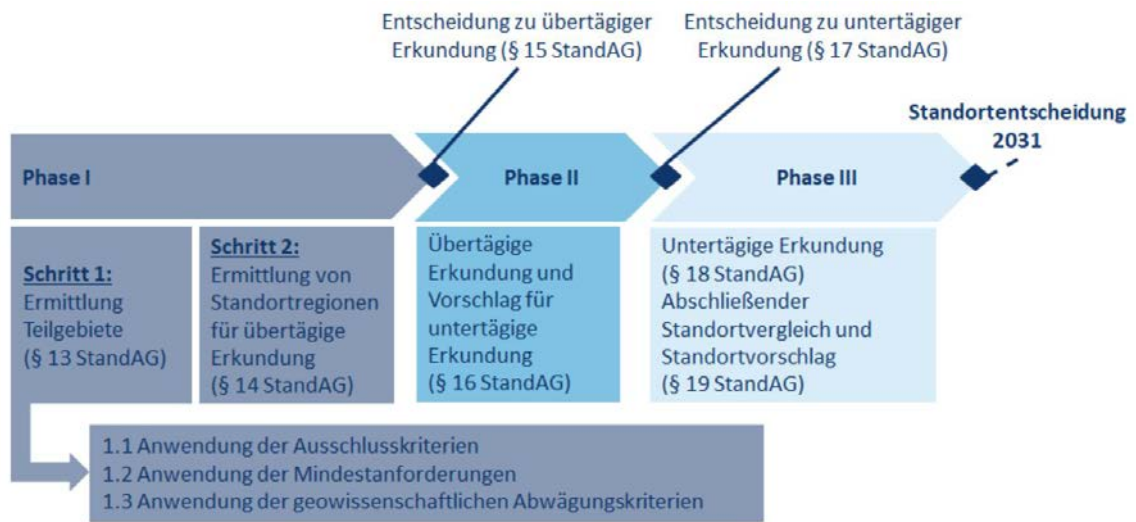 Entscheidung zu übertägiger
Erkundung (§ 15 StandAG)
Entscheidung zu untertägiger
Erkundung (§ 17 StandAG)
Standortentscheidung
2031
Phase I
Phase II
Phase III
Schritt 1:
Ermittlung
Teilgebiete
(§ 13 StandAG)
Schritt 2:
Ermittlung von
Standortregionen
für übertägige
Erkundung
(§ 14 StandAG)
Übertägige
Erkundung und
Vorschlag für
untertägige
Erkundung
(§ 16 StandAG)
Untertägige Erkundung
(§ 18 StandAG)
Abschließender
Standortvergleich und
Standortvorschlag
(§ 19 StandAG)
1.1 Anwendung der Ausschlusskriterien
1.2 Anwendung der Mindestanforderungen
1.3 Anwendung der geowissenschaftlichen Abwägungskriterien